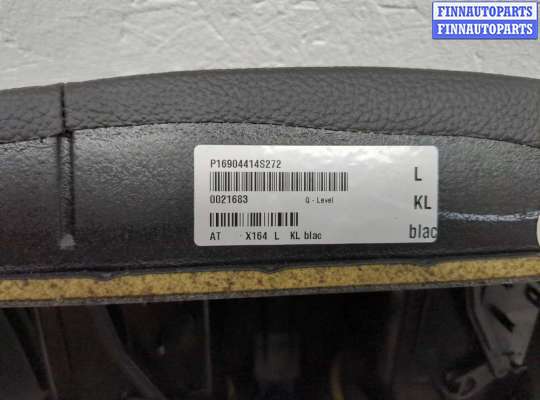 FINNAUTOPARTS
FINNAUTOPARTS
P16904414S272
L
0021683 Q - Level
KL
blac
AT X164 L KL blac